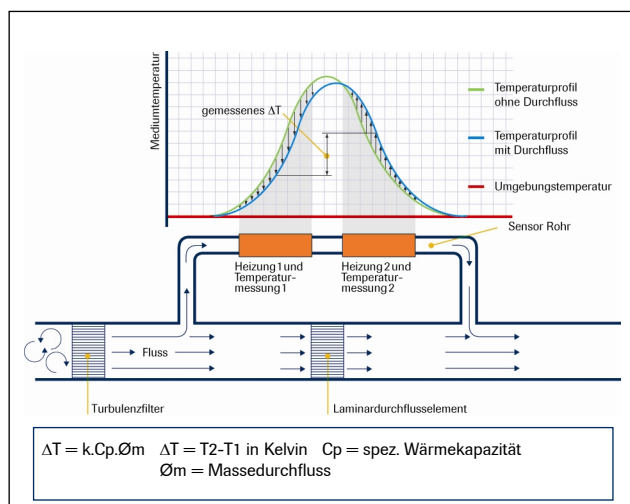 Mediumtemperatur
gemessenes ΔT
Temperaturprofil
ohne Durchfluss
Temperaturprofil
mit Durchfluss
Umgebungstemperatur
Sensor Rohr
Heizung 1 und
Temperatur-
messung 1
Heizung 2 und
Temperatur-
messung 2
Fluss
Turbulenzfilter
Laminardurchflusselement
ΔT = k.Cp.Øm ΔT = T2-T1 in Kelvin Cp = spez. Wärmekapazität
Øm = Massedurchfluss